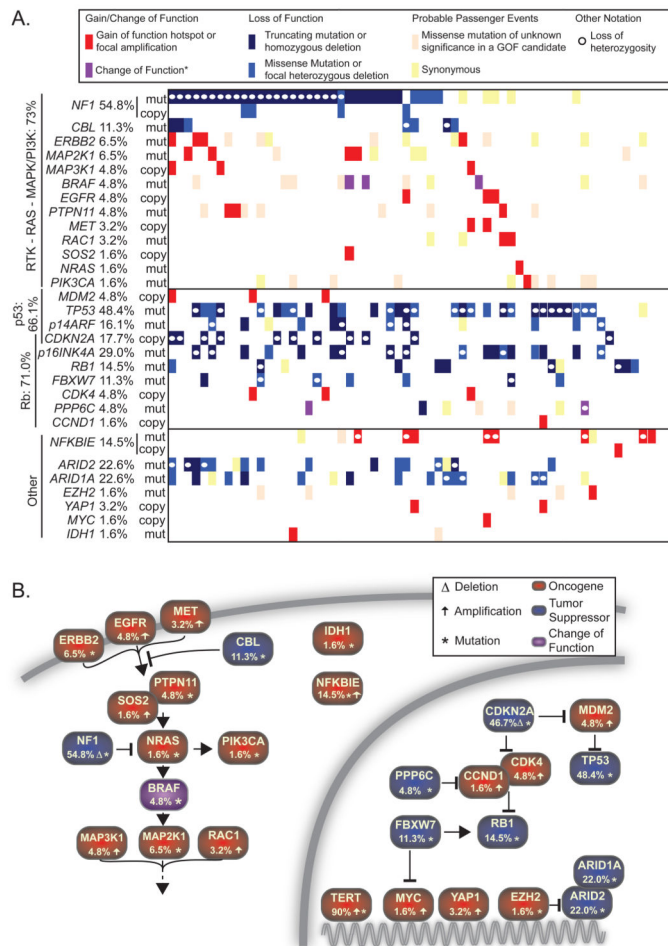 A.
Gain/Change of Function
Loss of Function
Probable Passenger Events
Other Notation
Gain of function hotspot or
focal amplification
Truncating mutation or
homozygous deletion
Missense mutation of unknown
significance in a GOF candidate
Loss of
heterozygosity
Change of Function*
Missense Mutation or
focal heterozygous deletion
Synonymous
RTK - RAS - MAPK/PI3K: 73%
NF1 54.8% mut
copy
CBL 11.3% mut
ERBB2 6.5% mut
MAP2K1 6.5% mut
MAP3K1 4.8% copy
BRAF 4.8% mut
EGFR 4.8% copy
PTPN11 4.8% mut
MET 3.2% copy
RAC1 3.2% mut
SOS2 1.6% copy
NRAS 1.6% mut
PIK3CA 1.6% mut
p53:
66.1%
Rb: 71.0%
MDM2 4.8% copy
TP53 48.4% mut
p14ARF 16.1% mut
CDKN2A 17.7% copy
p16INK4A 29.0% mut
RB1 14.5% mut
FBXW7 11.3% mut
CDK4 4.8% copy
PPP6C 4.8% mut
CCND1 1.6% copy
Other
NFKBIE 14.5% mut
copy
ARID2 22.6% mut
ARID1A 22.6% mut
EZH2 1.6% mut
YAP1 3.2% copy
MYC 1.6% copy
IDH1 1.6% mut
B.
Δ Deletion
Amplification
* Mutation
Oncogene
Tumor
Suppressor
Change of
Function
MET
3.2%
EGFR
4.8%
ERBB2
6.5% *
CBL
11.3% *
IDH1
1.6% *
NFKBIE
14.5% *
PTPN11
4.8% *
SOS2
1.6%
NF1
54.8% Δ *
NRAS
1.6% *
PIK3CA
1.6% *
BRAF
4.8% *
MAP3K1
4.8%
MAP2K1
6.5% *
RAC1
3.2%
CDKN2A
46.7%Δ *
MDM2
4.8%
CDK4
4.8%
TP53
48.4% *
PPP6C
4.8% *
CCND1
1.6%
FBXW7
11.3% *
RB1
14.5% *
ARID1A
22.0% *
TERT
90% *
MYC
1.6%
YAP1
3.2%
EZH2
1.6% *
ARID2
22.0% *